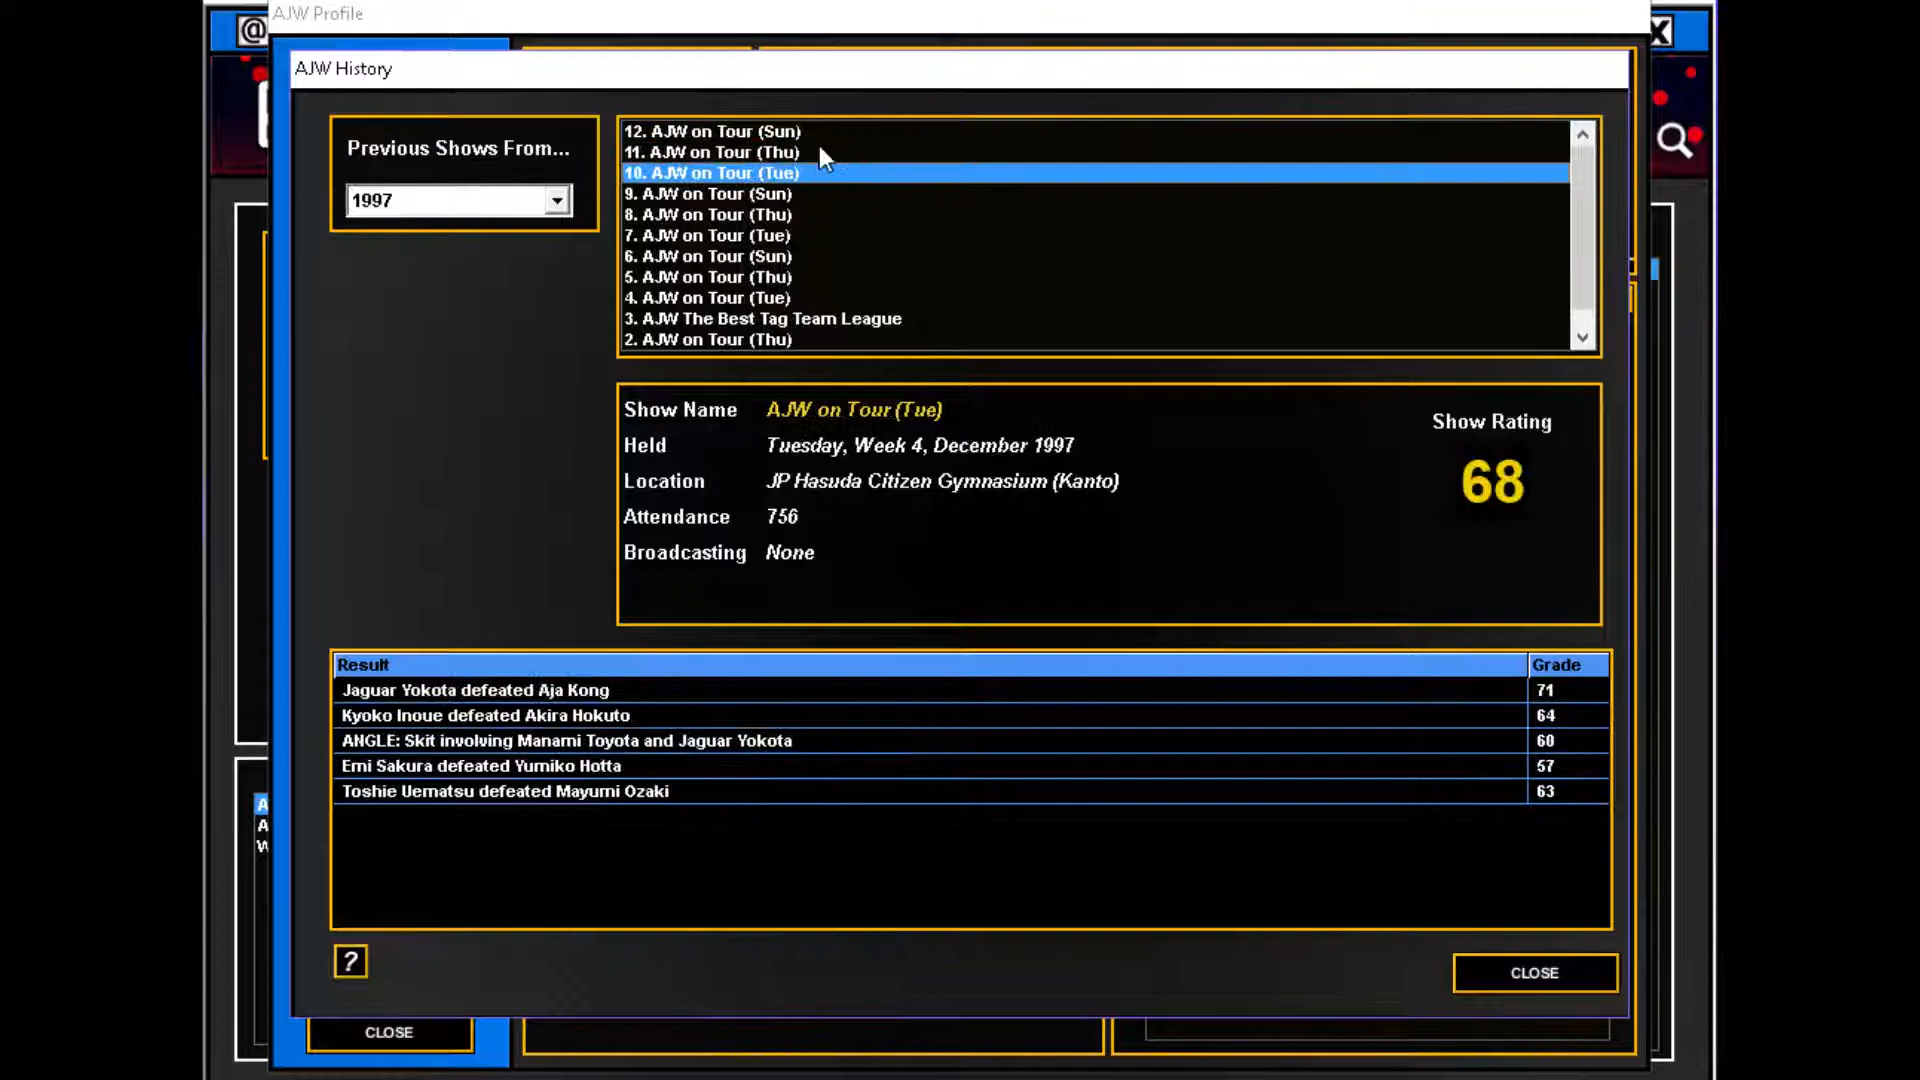 AJW Profile
@
X
AJW History
Previous Shows From...
1997
12. AJW on Tour (Sun)
11. AJW on Tour (Thu)
10. AJW on Tour (Tue)
9. AJW on Tour (Sun)
8. AJW on Tour (Thu)
7. AJW on Tour (Tue)
6. AJW on Tour (Sun)
5. AJW on Tour (Thu)
4. AJW on Tour (Tue)
3. AJW The Best Tag Team League
2. AJW on Tour (Thu)
Show Name AJW on Tour (Tue)
Held Tuesday, Week 4, December 1997
Location JP Hasuda Citizen Gymnasium (Kanto)
Attendance 756
Broadcasting None
Show Rating
68
Result Grade
Jaguar Yokota defeated Aja Kong 71
Kyoko Inoue defeated Akira Hokuto 64
ANGLE: Skit involving Manami Toyota and Jaguar Yokota 60
Emi Sakura defeated Yumiko Hotta 57
Toshie Uematsu defeated Mayumi Ozaki 63
A
A
W
?
CLOSE
CLOSE